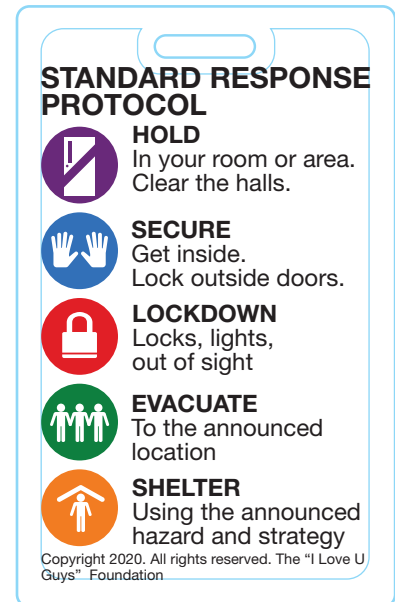 STANDARD RESPONSE
PROTOCOL
HOLD
In your room or area.
Clear the halls.
SECURE
Get inside.
Lock outside doors.
LOCKDOWN
Locks, lights,
out of sight
EVACUATE
To the announced
location
SHELTER
Using the announced
hazard and strategy
Copyright 2020. All rights reserved. The “I Love U
Guys” Foundation